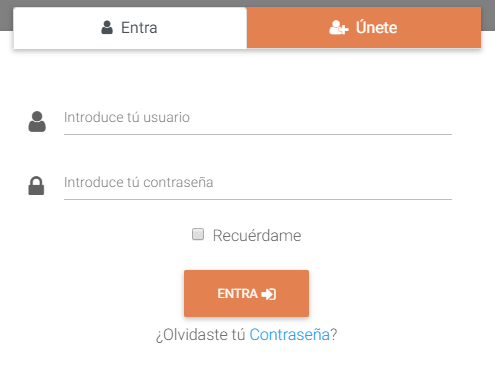 Entra
Únete
Introduce tú usuario
Introduce tú contraseña
Recuérdame
ENTRA
¿Olvidaste tú Contraseña?